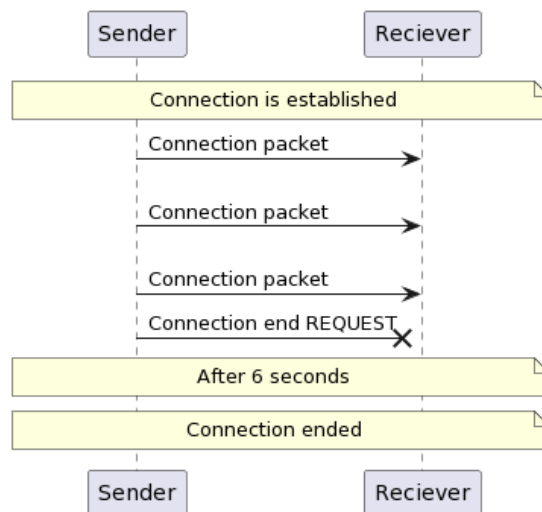 Sender Reciever
Connection is established
Connection packet
Connection packet
Connection packet
Connection end REQUEST
After 6 seconds
Connection ended
Sender Reciever